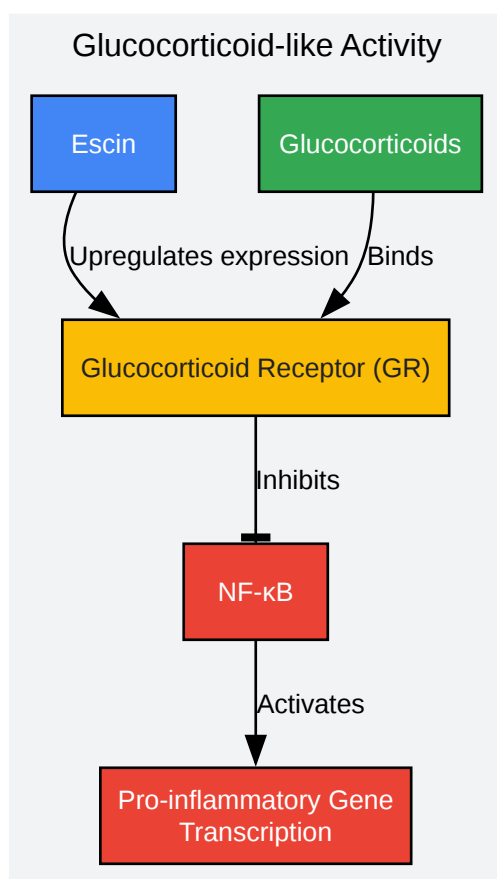 Glucocorticoid-like Activity
Escin
Glucocorticoids
Upregulates expression
Binds
Glucocorticoid Receptor (GR)
Inhibits
NF-κB
Activates
Pro-inflammatory Gene
Transcription